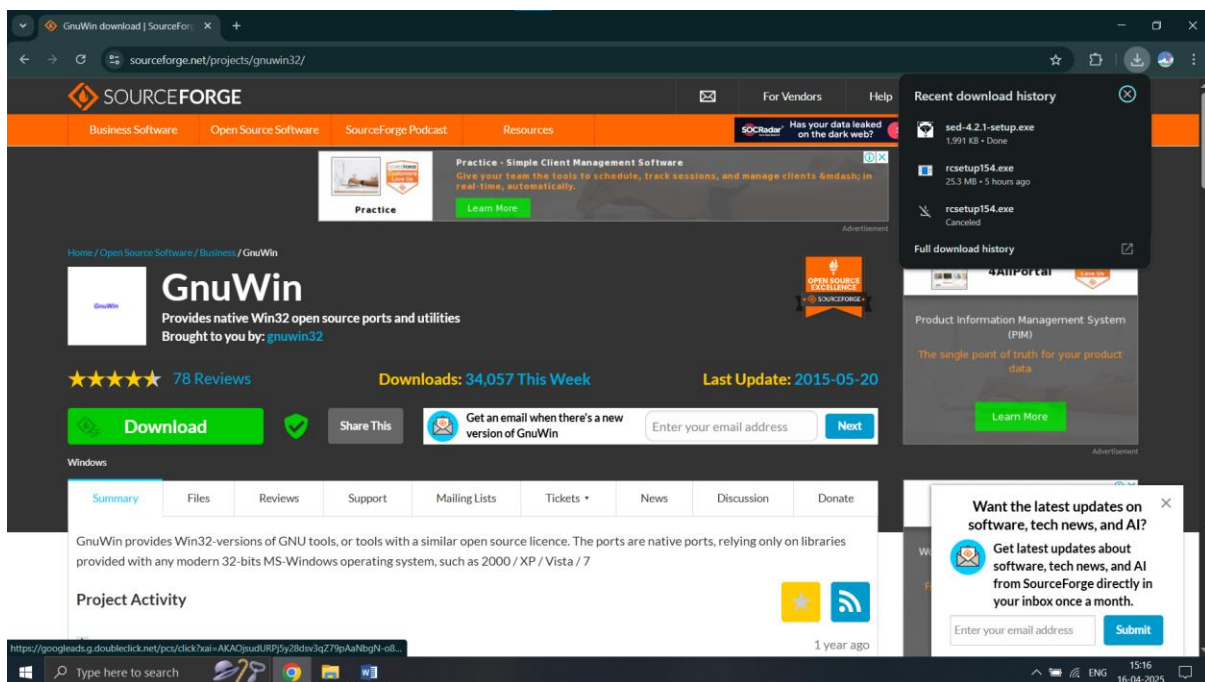 GnuWin download | SourceForg
sourceforge.net/projects/gnuwin32/
SOURCEFORGE
For Vendors
Help
Business Software
Open Source Software
SourceForge Podcast
Resources
SOCRadar
Has your data leaked
on the dark web?
Recent download history
sed-4.2.1-setup.exe
1,991 KB • Done
rcsetup154.exe
25.3 MB • 5 hours ago
rcsetup154.exe
Canceled
Full download history
Practice - Simple Client Management Software
Give your team the tools to schedule, track sessions, and manage clients &mdash; in
real-time, automatically.
Practice
Learn More
Advertisement
Home / Open Source Software / Business / GnuWin
GnuWin
GnuWin
Provides native Win32 open source ports and utilities
Brought to you by: gnuwin32
OPEN SOURCE
EXCELLENCE
SOURCEFORGE
78 Reviews
Downloads: 34,057 This Week
Last Update: 2015-05-20
Download
Share This
Get an email when there's a new
version of GnuWin
Enter your email address
Next
Windows
4AllPortal
Product Information Management System
(PIM)
The single point of truth for your product
data
Learn More
Advertisement
Summary
Files
Reviews
Support
Mailing Lists
Tickets
News
Discussion
Donate
GnuWin provides Win32-versions of GNU tools, or tools with a similar open source licence. The ports are native ports, relying only on libraries
provided with any modern 32-bits MS-Windows operating system, such as 2000 / XP / Vista / 7
Project Activity
1 year ago
Want the latest updates on
software, tech news, and AI?
Get latest updates about
software, tech news, and AI
from SourceForge directly in
your inbox once a month.
Enter your email address
Submit
Type here to search
ENG
15:16
16-04-2025